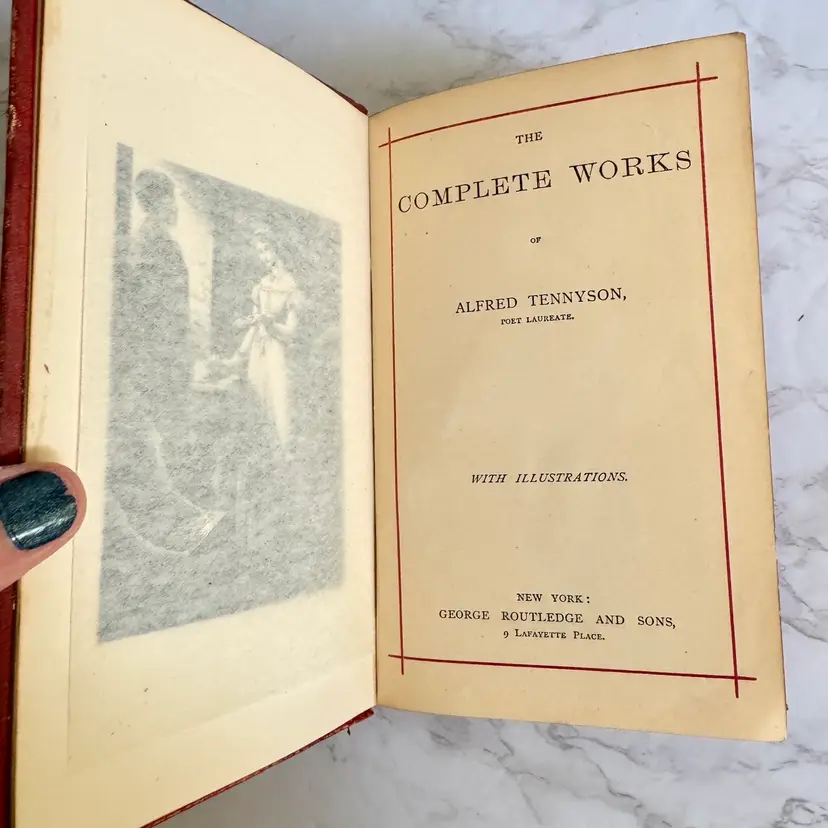 THE
COMPLETE WORKS
OF
ALFRED TENNYSON,
POET LAUREATE.
WITH ILLUSTRATIONS.
NEW YORK:
GEORGE ROUTLEDGE AND SONS,
9 LAFAYETTE PLACE.